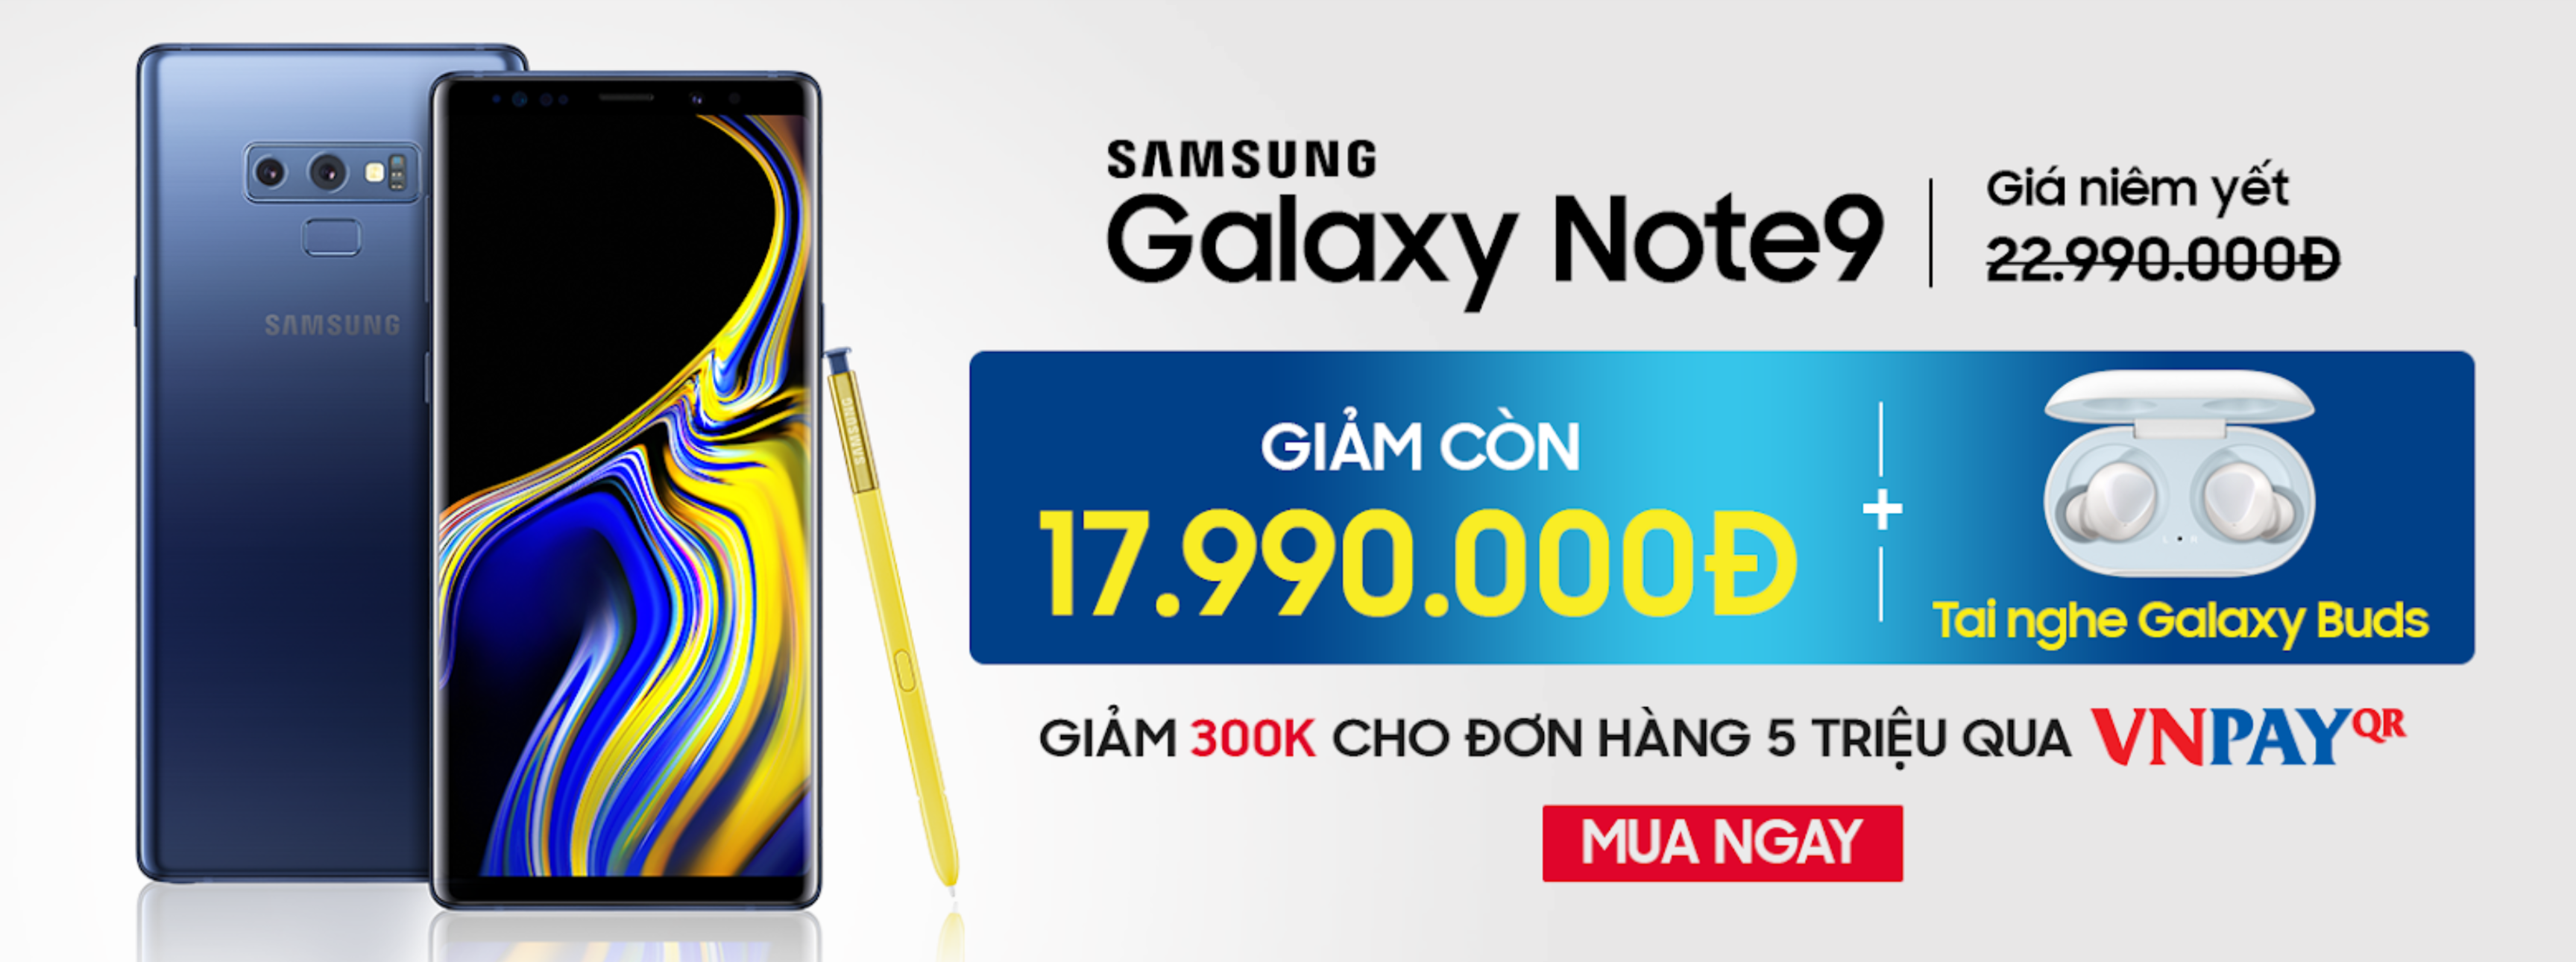 SAMSUNG
SAMSUNG
SAMSUNG
Galaxy Note9
Giá niêm yết
22.990.000Đ
GIẢM CÒN
17.990.000Đ
+
L R
Tai nghe Galaxy Buds
GIẢM 300K CHO ĐƠN HÀNG 5 TRIỆU QUA VNPAYQR
MUA NGAY